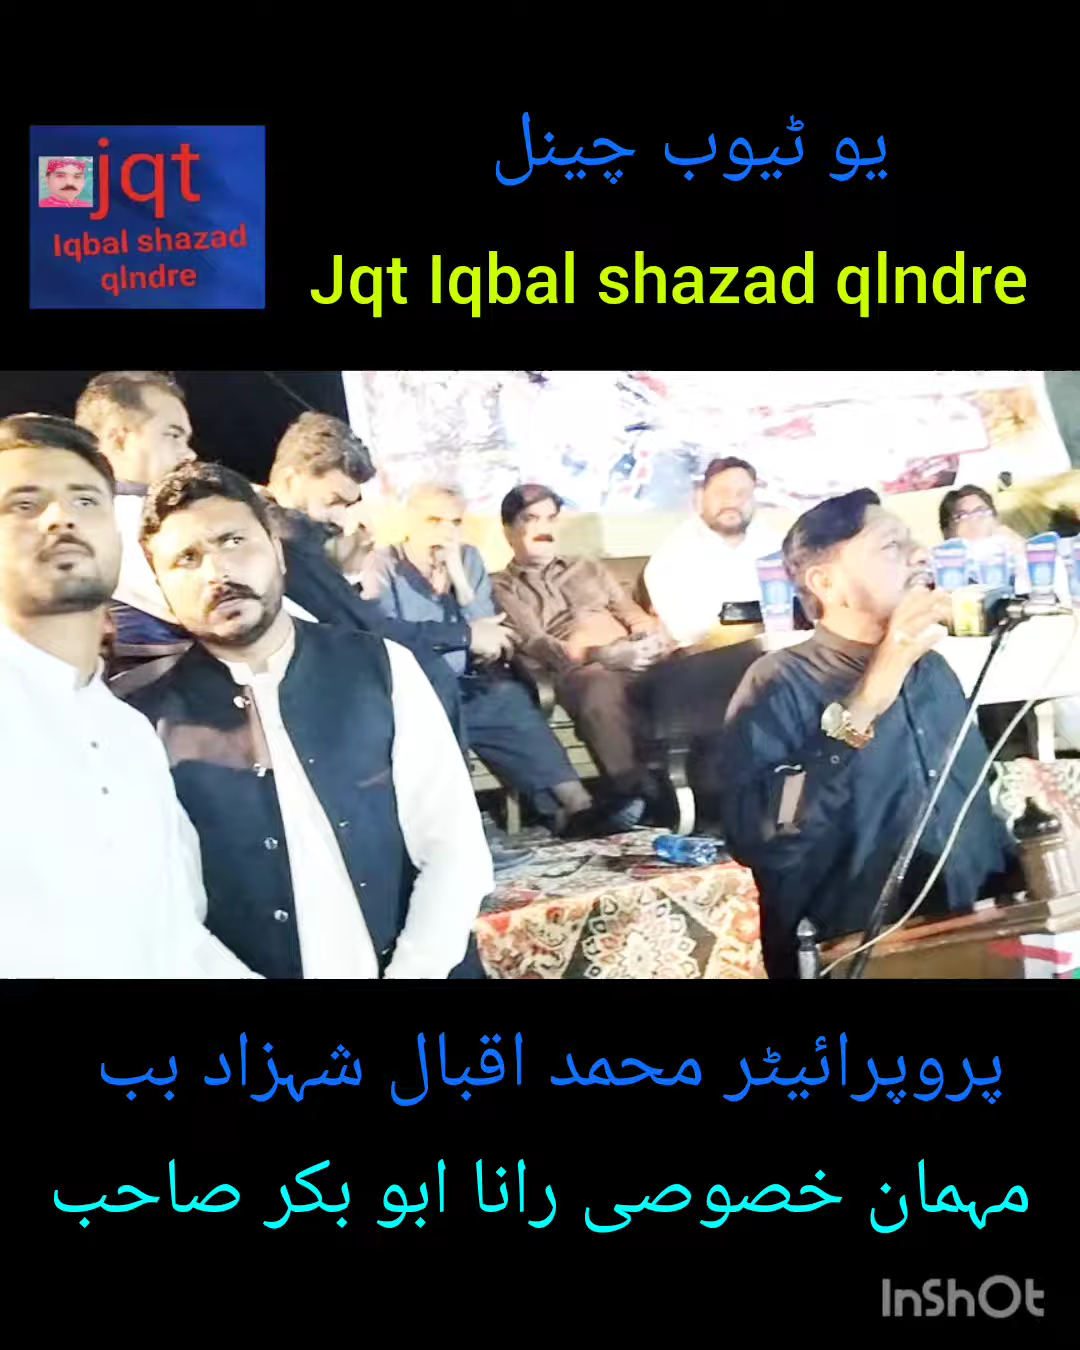 یو ٹیوب چینل
jqt
Iqbal shazad
qlndre
Jqt Iqbal shazad qlndre
پروپرائیٹر محمد اقبال شہزاد بب
مہمان خصوصی رانا ابو بکر صاحب
InShOt